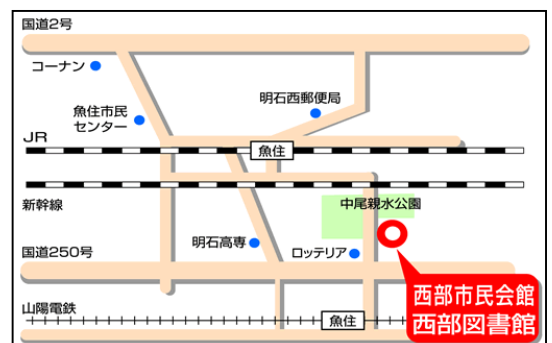 国道2号
コーナン
明石西郵便局
魚住市民
センター
JR
魚住
新幹線
中尾親水公園
明石高専
ロッテリア
国道250号
西部市民会館
西部図書館
山陽電鉄
魚住